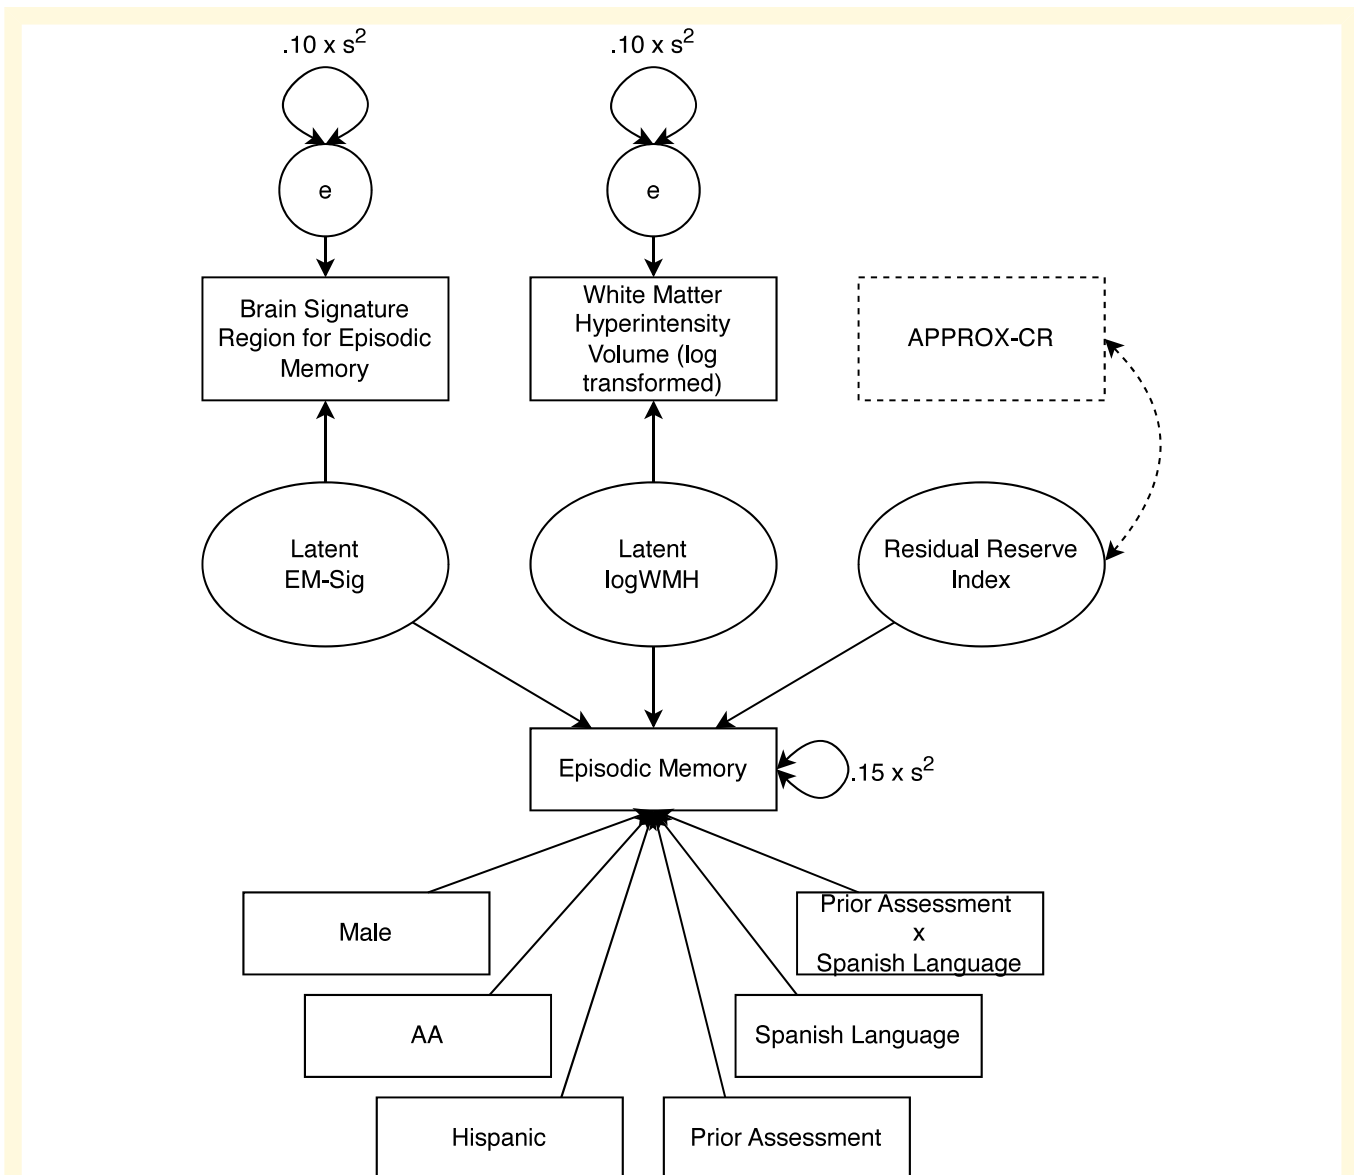 .10 x s²
.10 x s²
e
e
Brain Signature
Region for Episodic
Memory
White Matter
Hyperintensity
Volume (log
transformed)
APPROX-CR
Latent
EM-Sig
Latent
logWMH
Residual Reserve
Index
Episodic Memory
.15 x s²
Male
Prior Assessment
x
Spanish Language
AA
Spanish Language
Hispanic
Prior Assessment